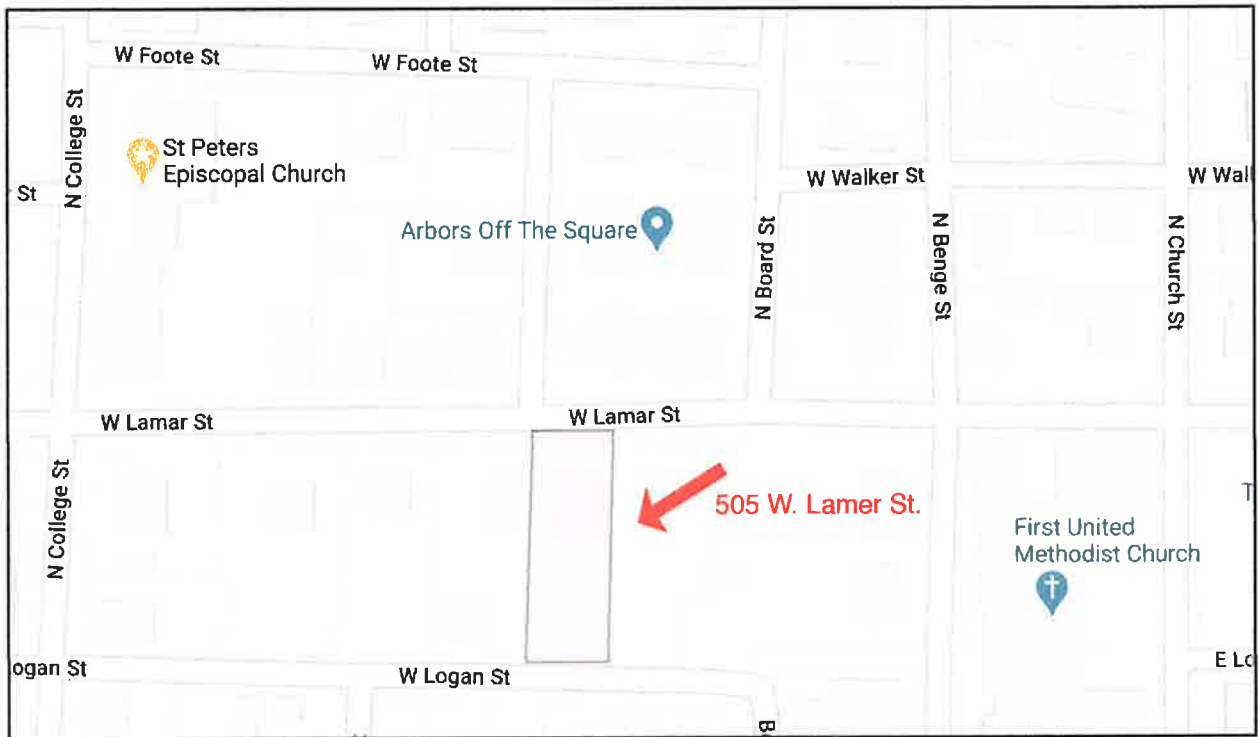 W Foote St
W Foote St
N College St
St Peters
Episcopal Church
St
W Walker St
W Wal
Arbors Off The Square
N Board St
N Benge St
N Church St
W Lamar St
W Lamar St
N College St
505 W. Lamer St.
T
First United
Methodist Church
ogan St
W Logan St
E Lo
B